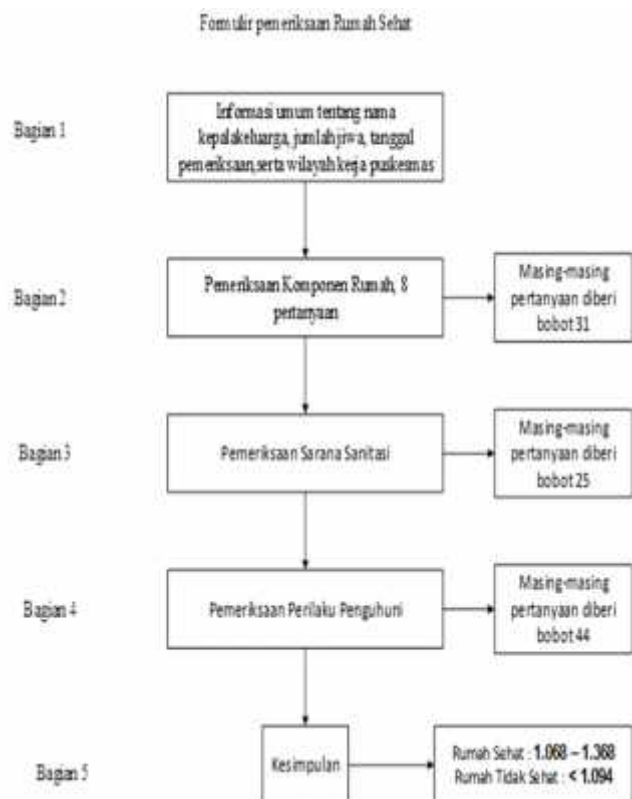 Formulir pemeriksaan Rumah Sehat
Bagian 1
Informasi umum tentang nama
kepalakeluarga, jumlah jiwa, tanggal
pemeriksaan, serta wilayah kerja puskesmas
Bagian 2
Pemeriksaan Komponen Rumah, 8
pertanyaan
Masing-masing
pertanyaan diberi
bobot 31
Bagian 3
Pemeriksaan Sarana Sanitasi
Masing-masing
pertanyaan diberi
bobot 25
Bagian 4
Pemeriksaan Perilaku Penguhuni
Masing-masing
pertanyaan diberi
bobot 44
Bagian 5
Kesimpulan
Rumah Sehat : 1.068 – 1.368
Rumah Tidak Sehat : < 1.094